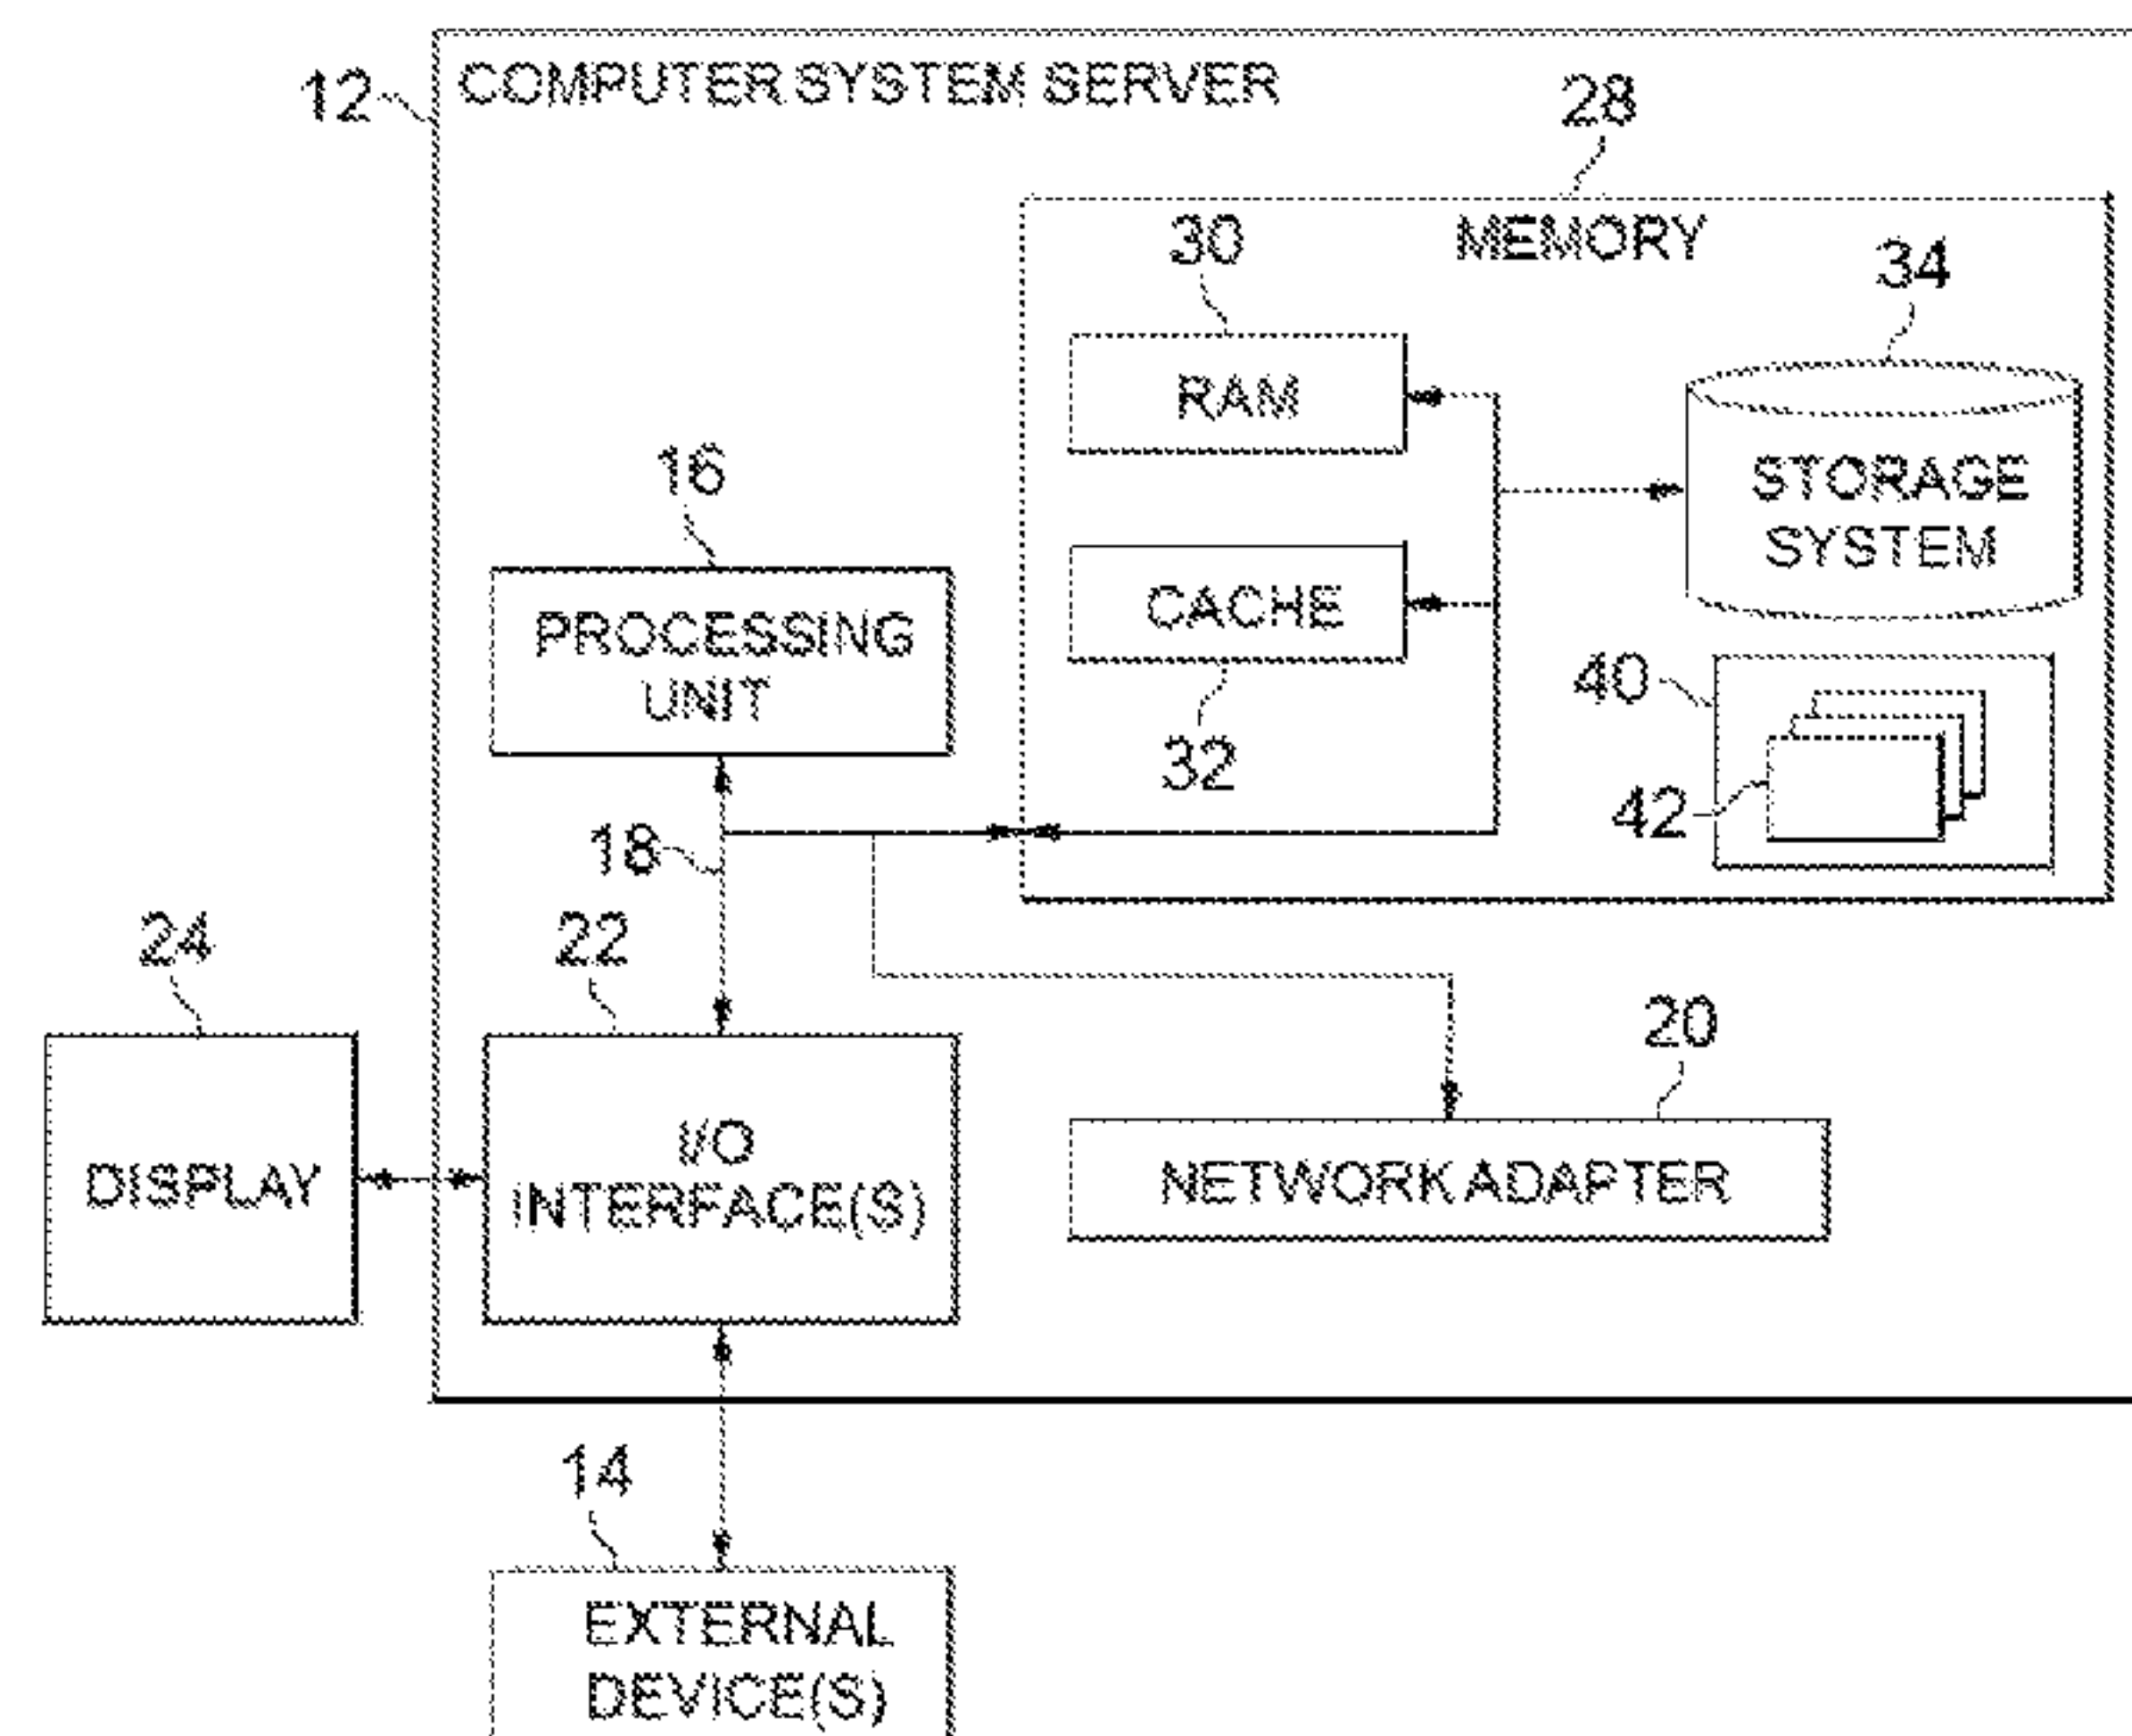 12
COMPUTER SYSTEM SERVER
28
MEMORY
30
34
RAM
STORAGE
SYSTEM
16
PROCESSING
UNIT
CACHE
32
40
42
18
24
22
20
DISPLAY
I/O
INTERFACE(S)
NETWORK ADAPTER
14
EXTERNAL
DEVICE(S)